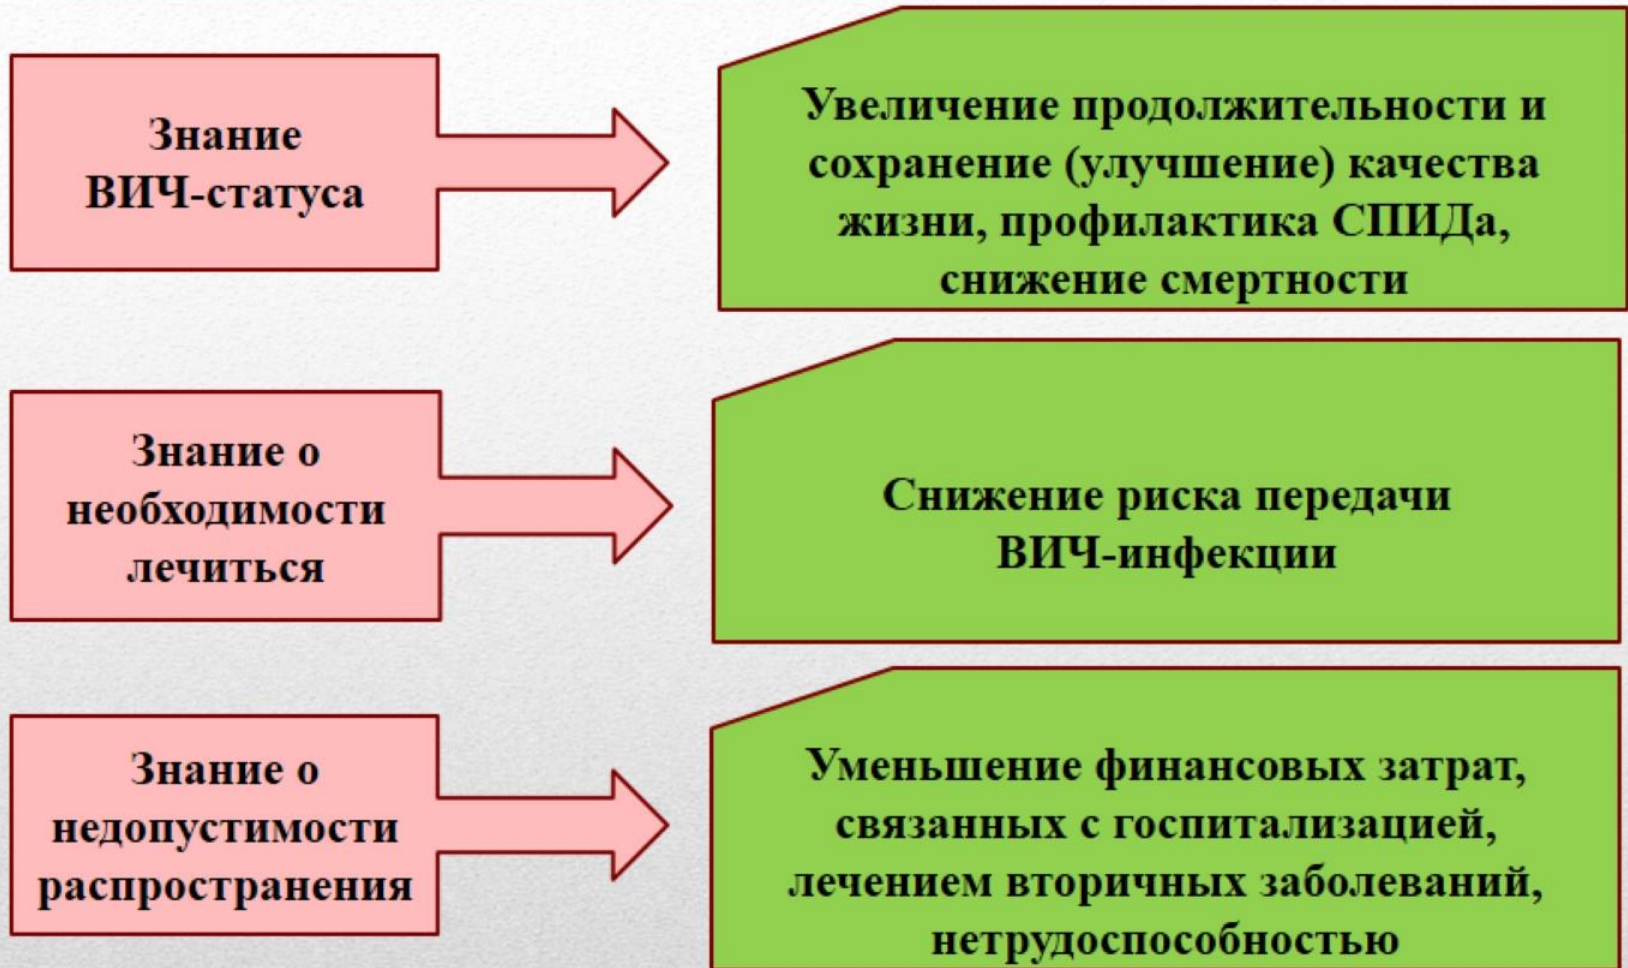 Знание
ВИЧ-статуса
Увеличение продолжительности и
сохранение (улучшение) качества
жизни, профилактика СПИДа,
снижение смертности
Знание о
необходимости
лечиться
Снижение риска передачи
ВИЧ-инфекции
Знание о
недопустимости
распространения
Уменьшение финансовых затрат,
связанных с госпитализацией,
лечением вторичных заболеваний,
нетрудоспособностью